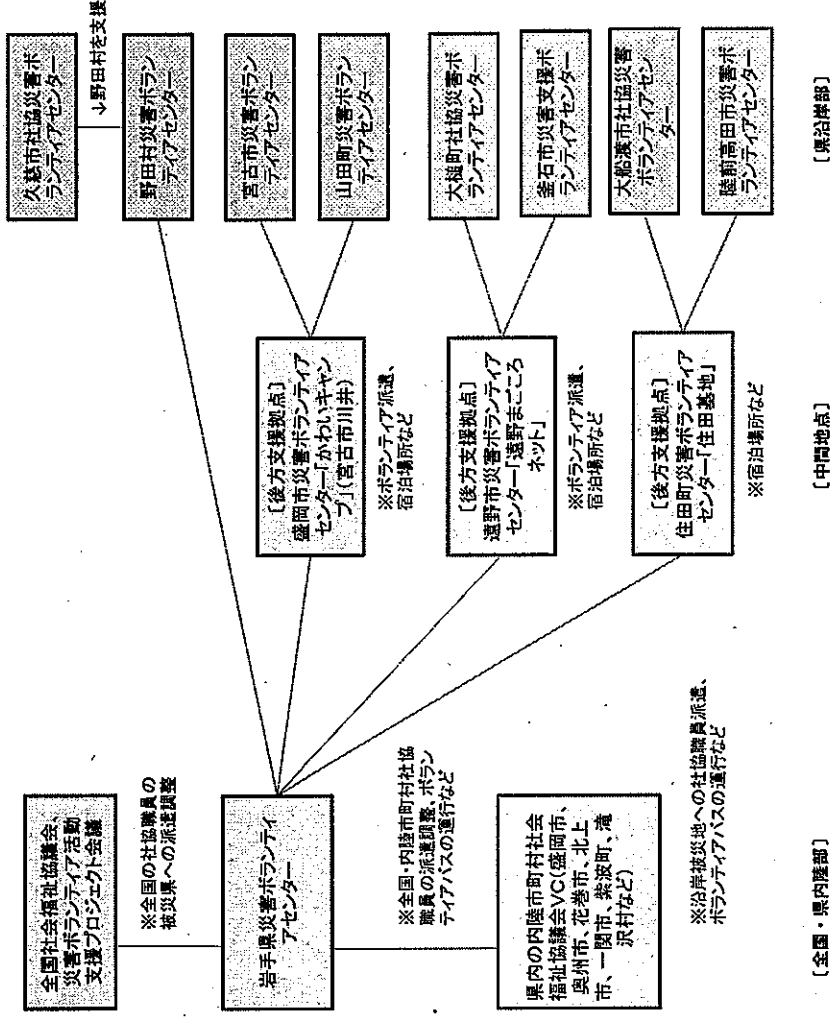 全国社会福祉協議会、
災害ボランティア活動
支援プロジェクト会議
※全国の社協職員の
被災県への派遣調整
岩手県災害ボランティ
アセンター
※全国・内陸市町村社協
職員の派遣調整、ボラン
ティアバスの運行など
県内の内陸市町村社会
福祉協議会VC(盛岡市、
奥州市、花巻市、北上
市、一関市、紫波町、滝
沢村など)
※沿岸被災地への社協職員派遣、
ボランティアバスの運行など
〔全国・県内陸部〕
［後方支援拠点］
盛岡市災害ボランティア
センター「かわいキャン
プ」(宮古市川井)
※ボランティア派遣、
宿泊場所など
［後方支援拠点］
遠野市災害ボランティア
センター「遠野まごころ
ネット」
※ボランティア派遣、
宿泊場所など
［後方支援拠点］
住田町災害ボランティア
センター「住田基地」
※宿泊場所など
〔中間地点〕
久慈市社協災害ボ
ランティアセンター
↓野田村を支援
野田村災害ボラン
ティアセンター
宮古市災害ボラン
ティアセンター
山田町災害ボラン
ティアセンター
大槌町社協災害ボ
ランティアセンター
釜石市災害支援ボ
ランティアセンター
大船渡市社協災害
ボランティアセン
ター
陸前高田市災害ボ
ランティアセンター
〔県沿岸部〕